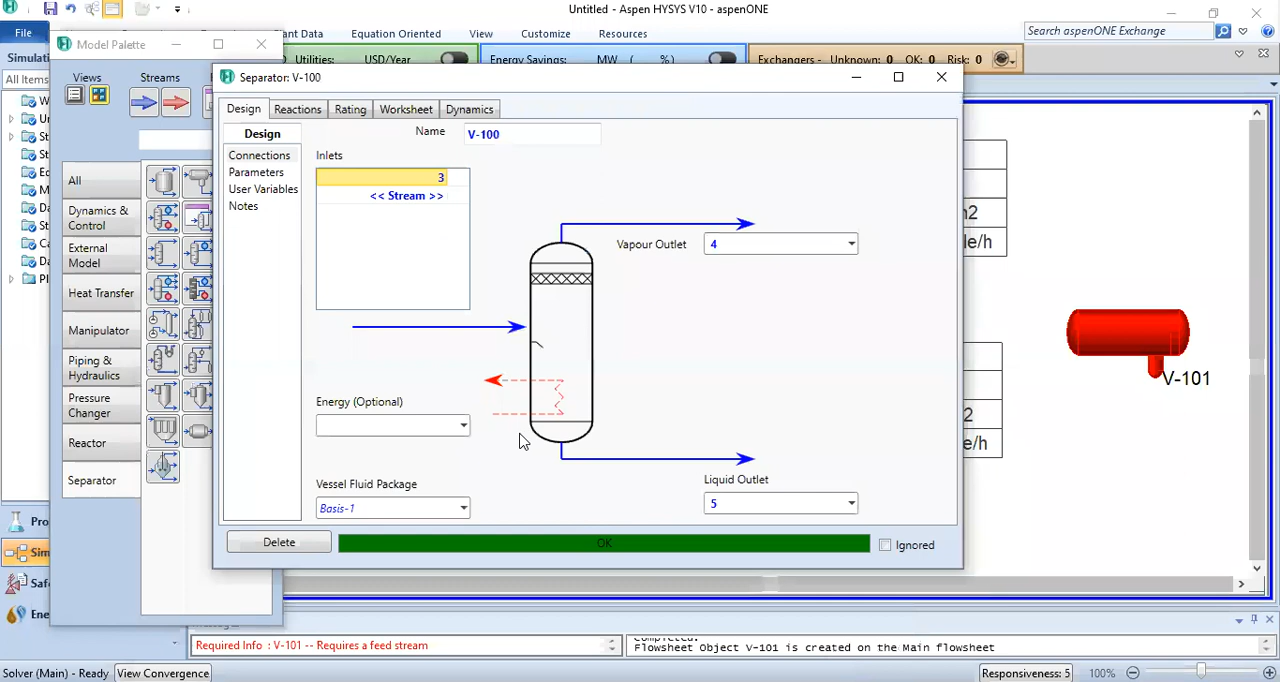 Untitled - Aspen HYSYS V10 - aspenONE
File
Plant Data
Equation Oriented
View
Customize
Resources
Search aspenONE Exchange
Utilities: USD/Year
Energy Savings: MW ( %)
Exchangers - Unknown: 0 OK: 0 Risk: 0
Model Palette
Views
Streams
All Items
All
Dynamics &
Control
External
Model
Heat Transfer
Manipulator
Piping &
Hydraulics
Pressure
Changer
Reactor
Separator
Separator: V-100
Design
Reactions
Rating
Worksheet
Dynamics
Design
Connections
Parameters
User Variables
Notes
Name
V-100
Inlets
3
<< Stream >>
Vapour Outlet
4
Energy (Optional)
Vessel Fluid Package
Basis-1
Liquid Outlet
5
Delete
OK
Ignored
V-101
Required Info : V-101 -- Requires a feed stream
Completed.
Flowsheet Object V-101 is created on the Main flowsheet
Solver (Main) - Ready
View Convergence
Responsiveness: 5
100%